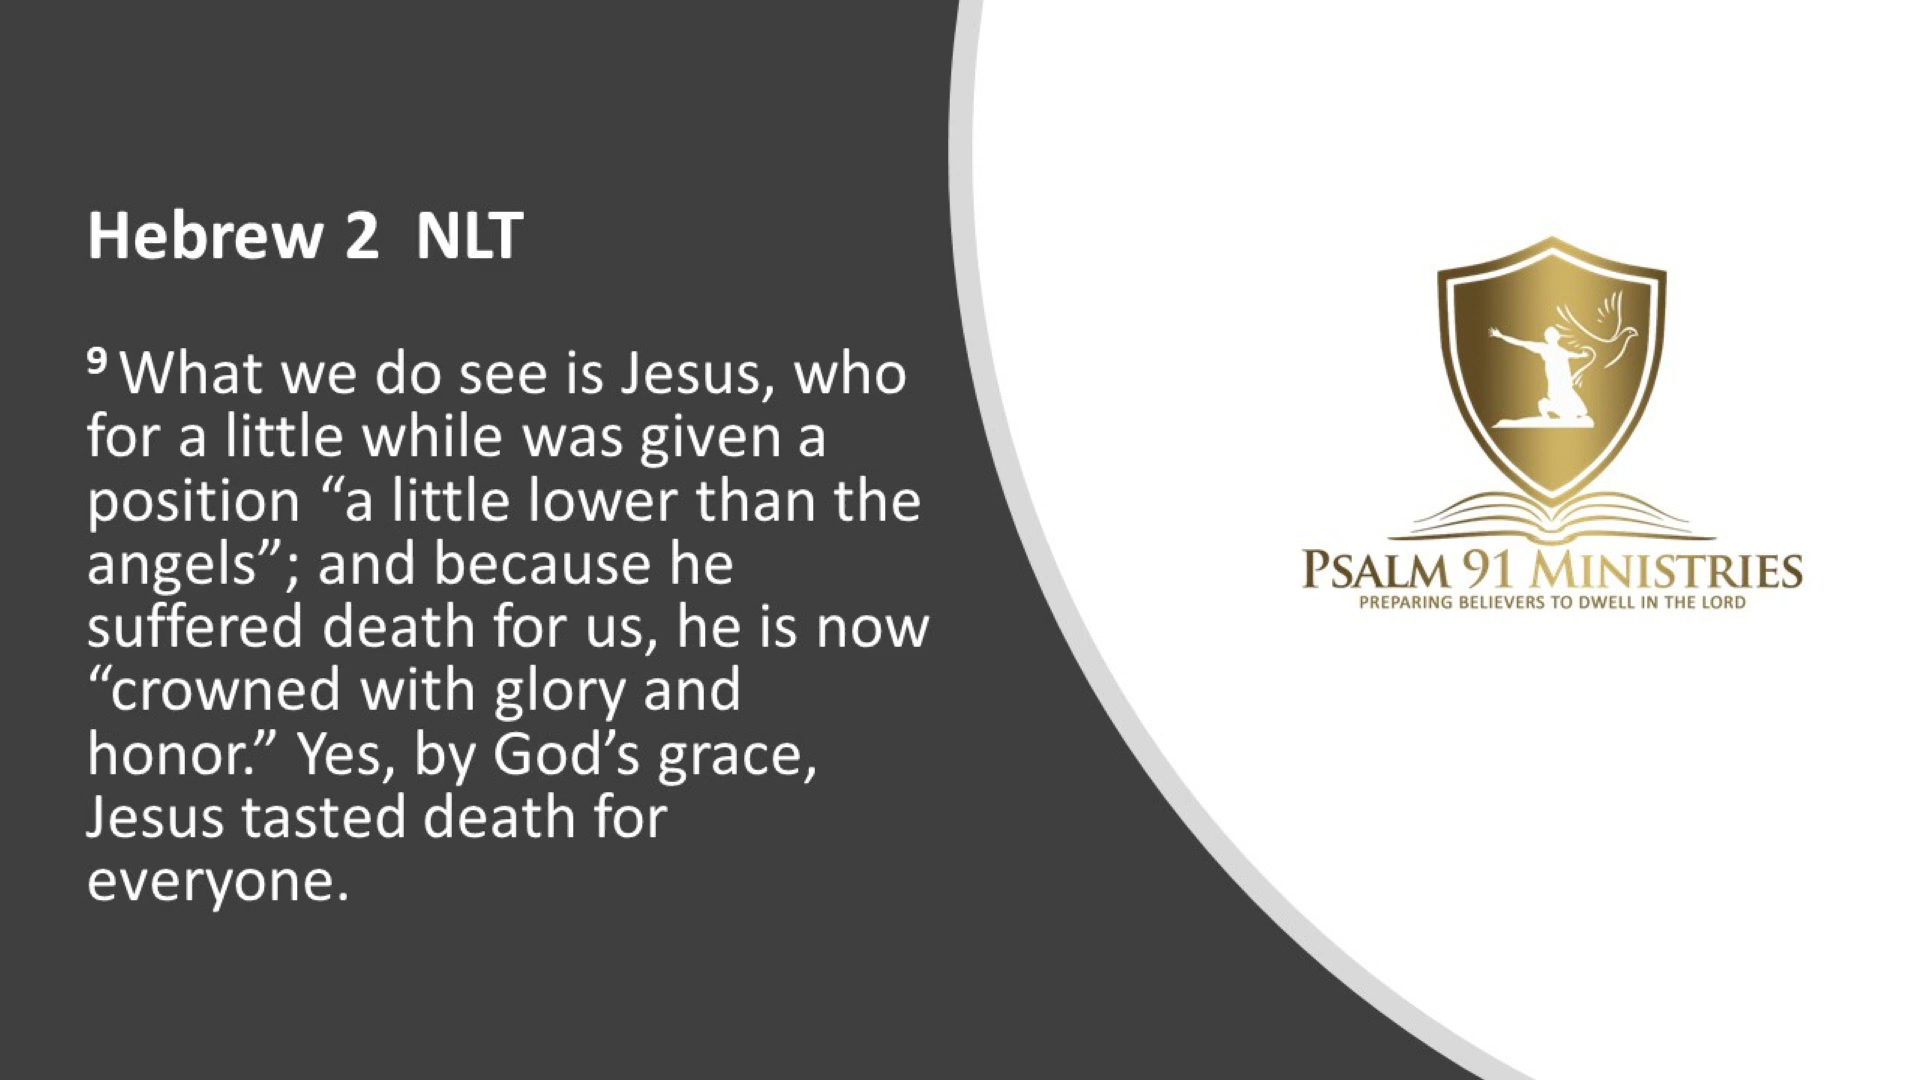 Hebrew 2  NLT
9 What we do see is Jesus, who
for a little while was given a
position “a little lower than the
angels”; and because he
suffered death for us, he is now
“crowned with glory and
honor.” Yes, by God’s grace,
Jesus tasted death for
everyone.
PSALM 91 MINISTRIES
PREPARING BELIEVERS TO DWELL IN THE LORD